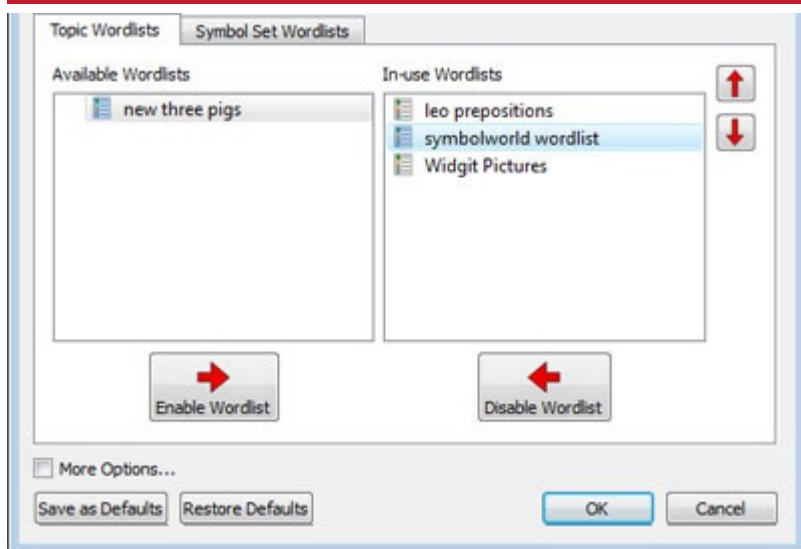 Topic Wordlists
Symbol Set Wordlists
Available Wordlists
In-use Wordlists
new three pigs
leo prepositions
symbolworld wordlist
Widgit Pictures
Enable Wordlist
Disable Wordlist
More Options...
Save as Defaults
Restore Defaults
OK
Cancel